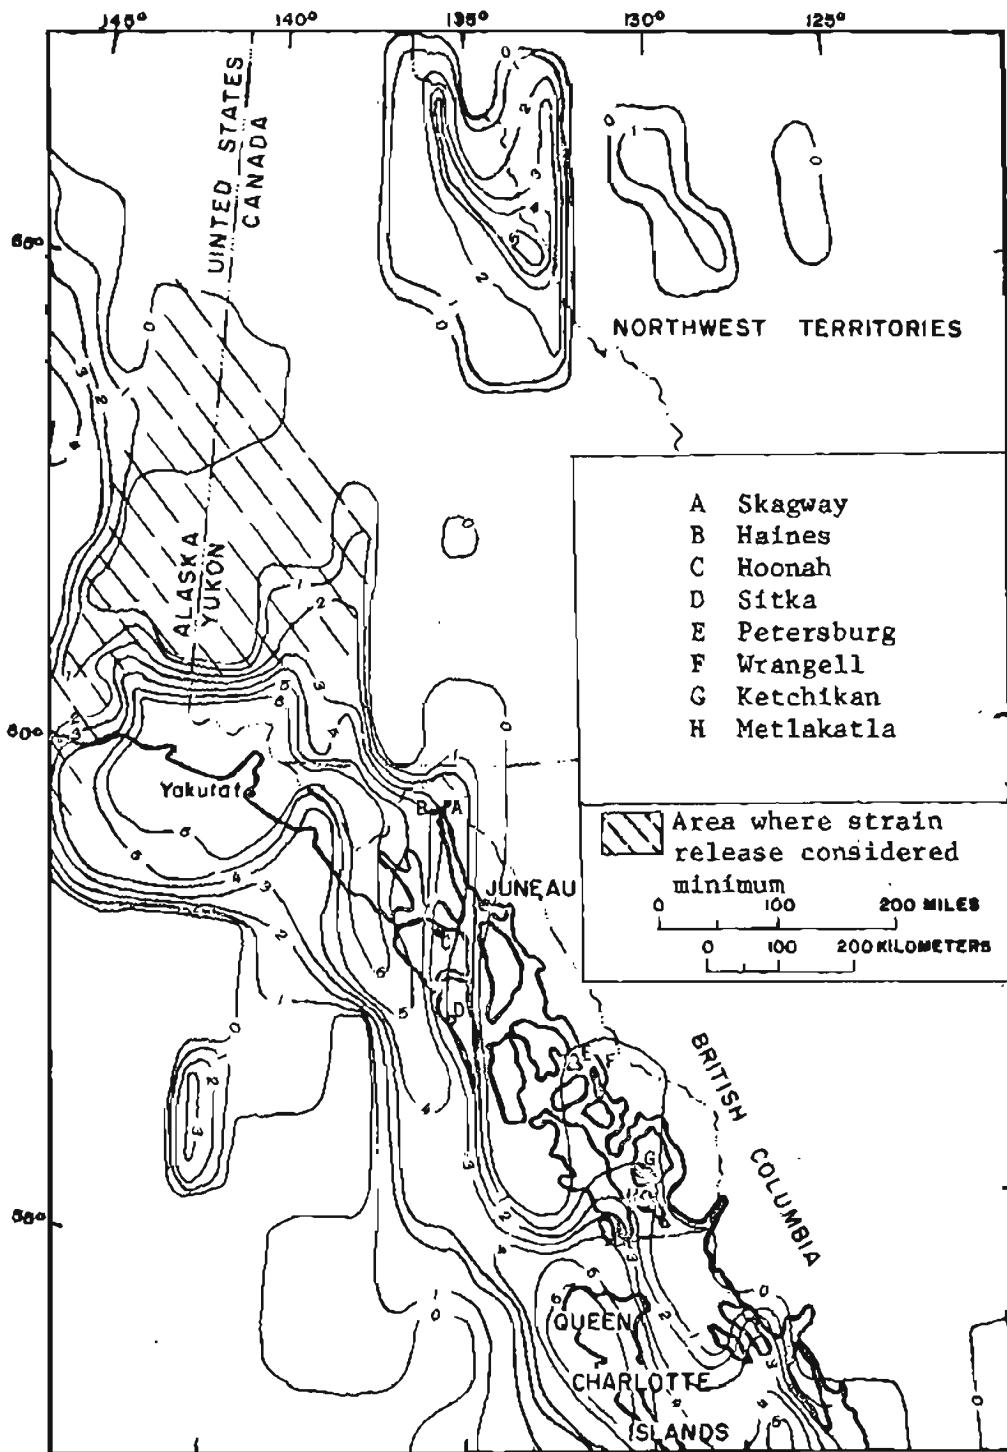 145° 140° 135° 130° 125°
65°
60°
55°
UINTED STATES
CANADA
NORTHWEST TERRITORIES
ALASKA
YUKON
A Skagway
B Haines
C Hoonah
D Sitka
E Petersburg
F Wrangell
G Ketchikan
H Metlakatla
Area where strain
release considered
minimum
0 100 200 MILES
0 100 200 KILOMETERS
Yakutat
B A
JUNEAU
C
D
E F
G
BRITISH COLUMBIA
QUEEN
CHARLOTTE
ISLANDS